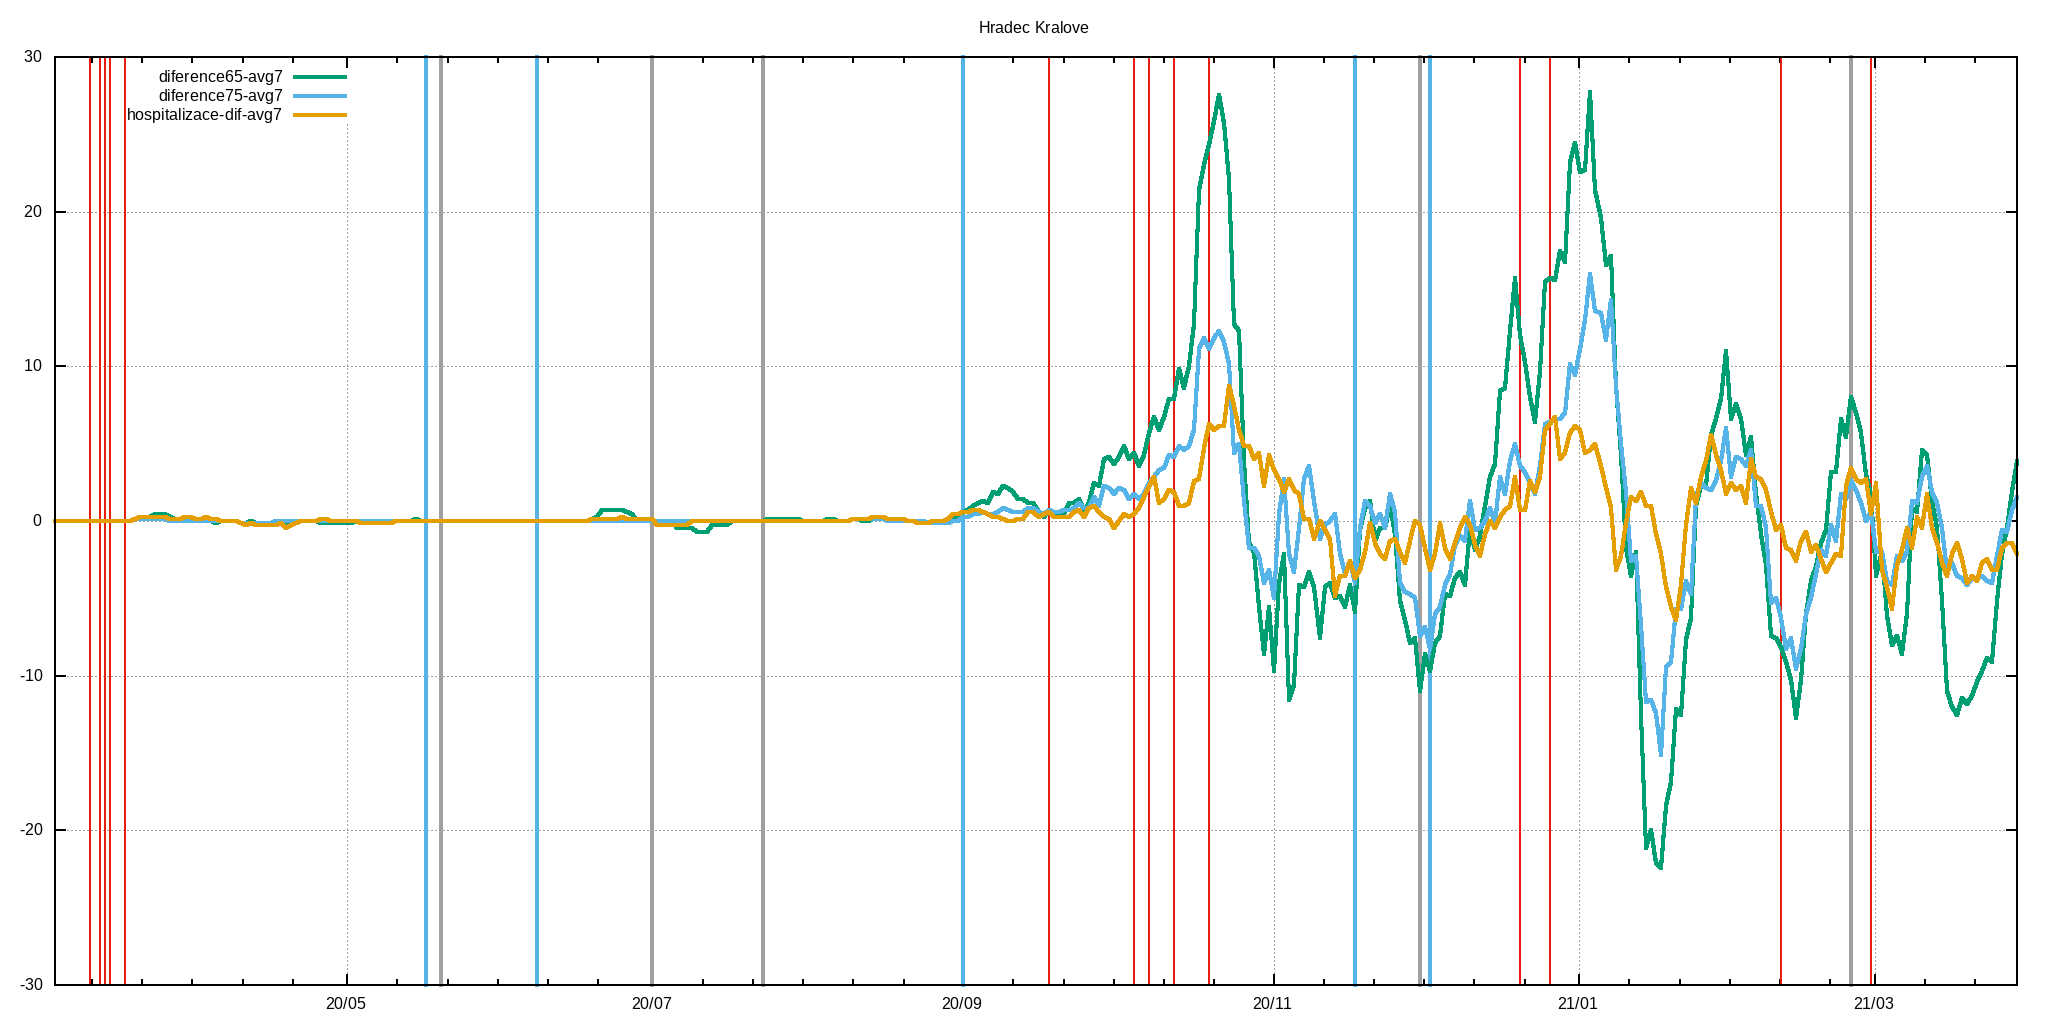 Hradec Kralove
30
diference65-avg7
diference75-avg7
hospitalizace-dif-avg7
20
10
0
-10
-20
-30
20/05 20/07 20/09 20/11 21/01 21/03